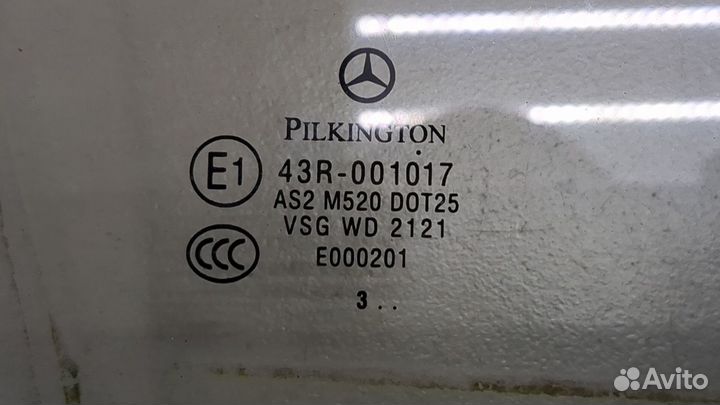 PILKINGTON
E1 43R-001017
AS2 M520 DOT25
VSG WD 2121
CCC E000201
3 . .
Avito